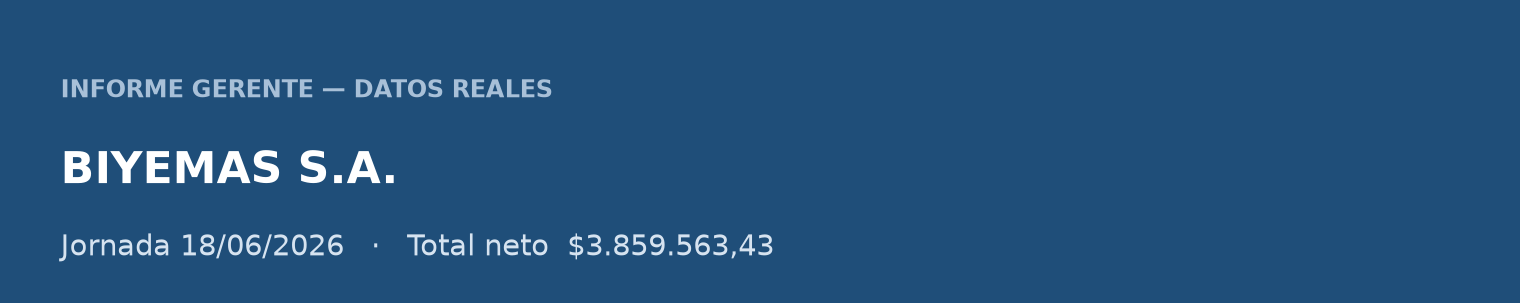 INFORME GERENTE — DATOS REALES
BIYEMAS S.A.
Jornada 18/06/2026 · Total neto $3.859.563,43